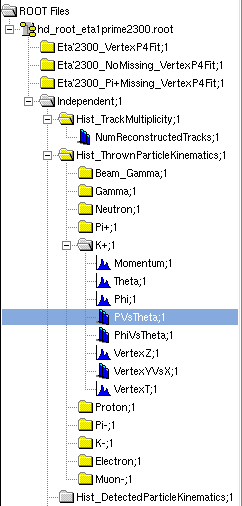 ROOT Files
hd_root_eta1prime2300.root
Eta'2300_VertexP4Fit;1
Eta'2300_NoMissing_VertexP4Fit;1
Eta'2300_Pi+Missing_VertexP4Fit;1
Independent;1
Hist_TrackMultiplicity;1
NumReconstructedTracks;1
Hist_ThrownParticleKinematics;1
Beam_Gamma;1
Gamma;1
Neutron;1
Pi+;1
K+;1
Momentum;1
Theta;1
Phi;1
PVsTheta;1
PhiVsTheta;1
VertexZ;1
VertexYVsX;1
VertexT;1
Proton;1
Pi-;1
K-;1
Electron;1
Muon-;1
Hist_DetectedParticleKinematics;1